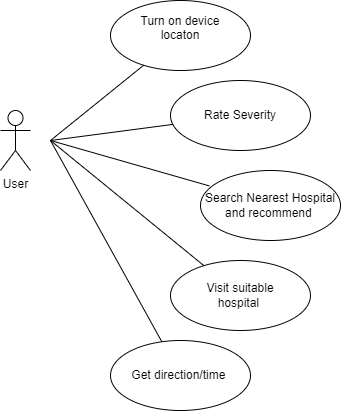 Turn on device
locaton
Rate Severity
Search Nearest Hospital
and recommend
User
Visit suitable
hospital
Get direction/time